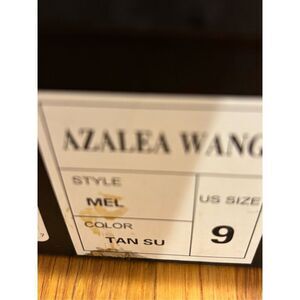 AZALEA WANG
STYLE
MEL
US SIZE
9
COLOR
TAN SU